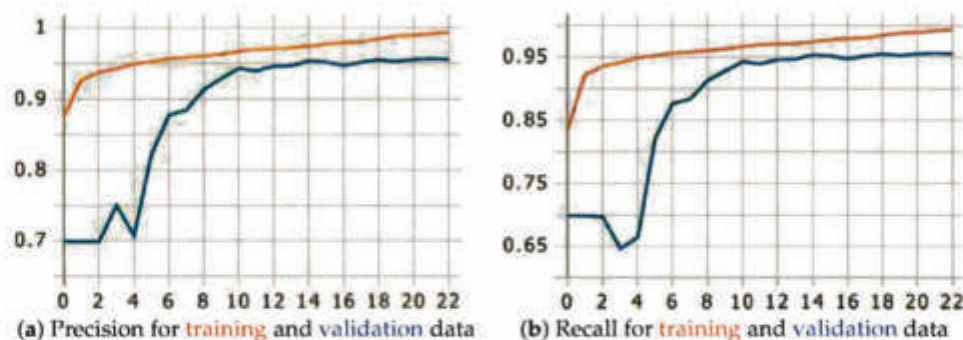 1
0.9
0.8
0.7
0 2 4 6 8 10 12 14 16 18 20 22
(a) Precision for training and validation data
0.95
0.85
0.75
0.65
0 2 4 6 8 10 12 14 16 18 20 22
(b) Recall for training and validation data